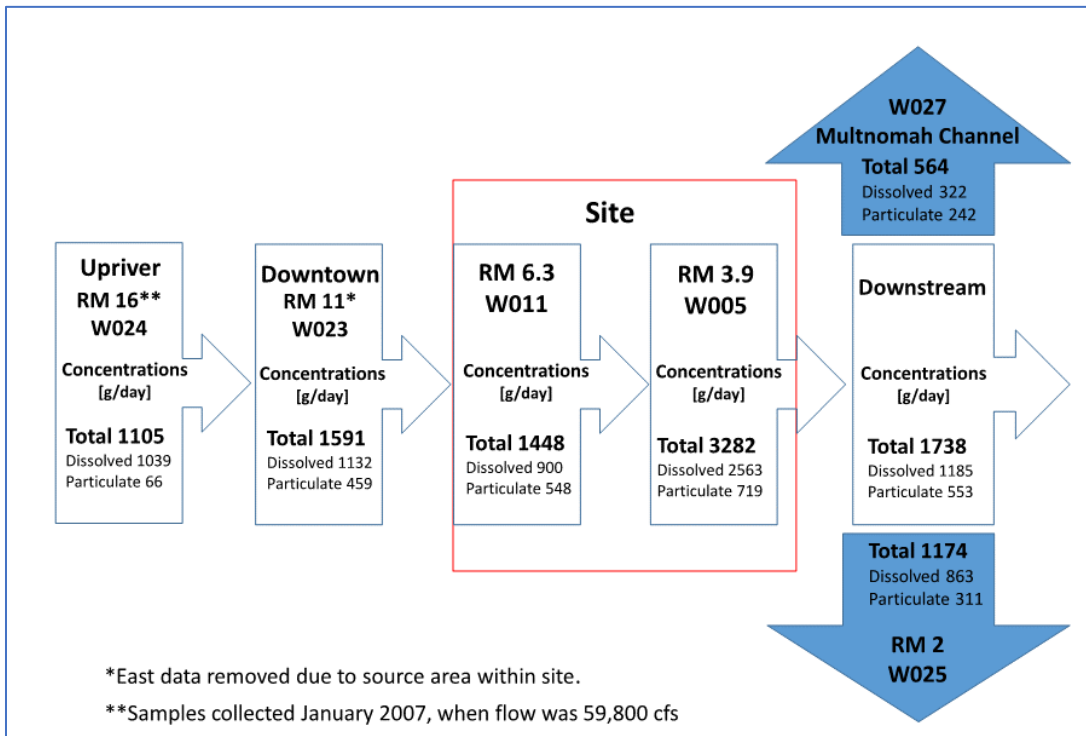 Site
Upriver
RM 16**
W024
Concentrations
[g/day]
Total 1105
Dissolved 1039
Particulate 66
Downtown
RM 11*
W023
Concentrations
[g/day]
Total 1591
Dissolved 1132
Particulate 459
RM 6.3
W011
Concentrations
[g/day]
Total 1448
Dissolved 900
Particulate 548
RM 3.9
W005
Concentrations
[g/day]
Total 3282
Dissolved 2563
Particulate 719
W027
Multnomah Channel
Total 564
Dissolved 322
Particulate 242
Downstream
Concentrations
[g/day]
Total 1738
Dissolved 1185
Particulate 553
Total 1174
Dissolved 863
Particulate 311
RM 2
W025
*East data removed due to source area within site.
**Samples collected January 2007, when flow was 59,800 cfs